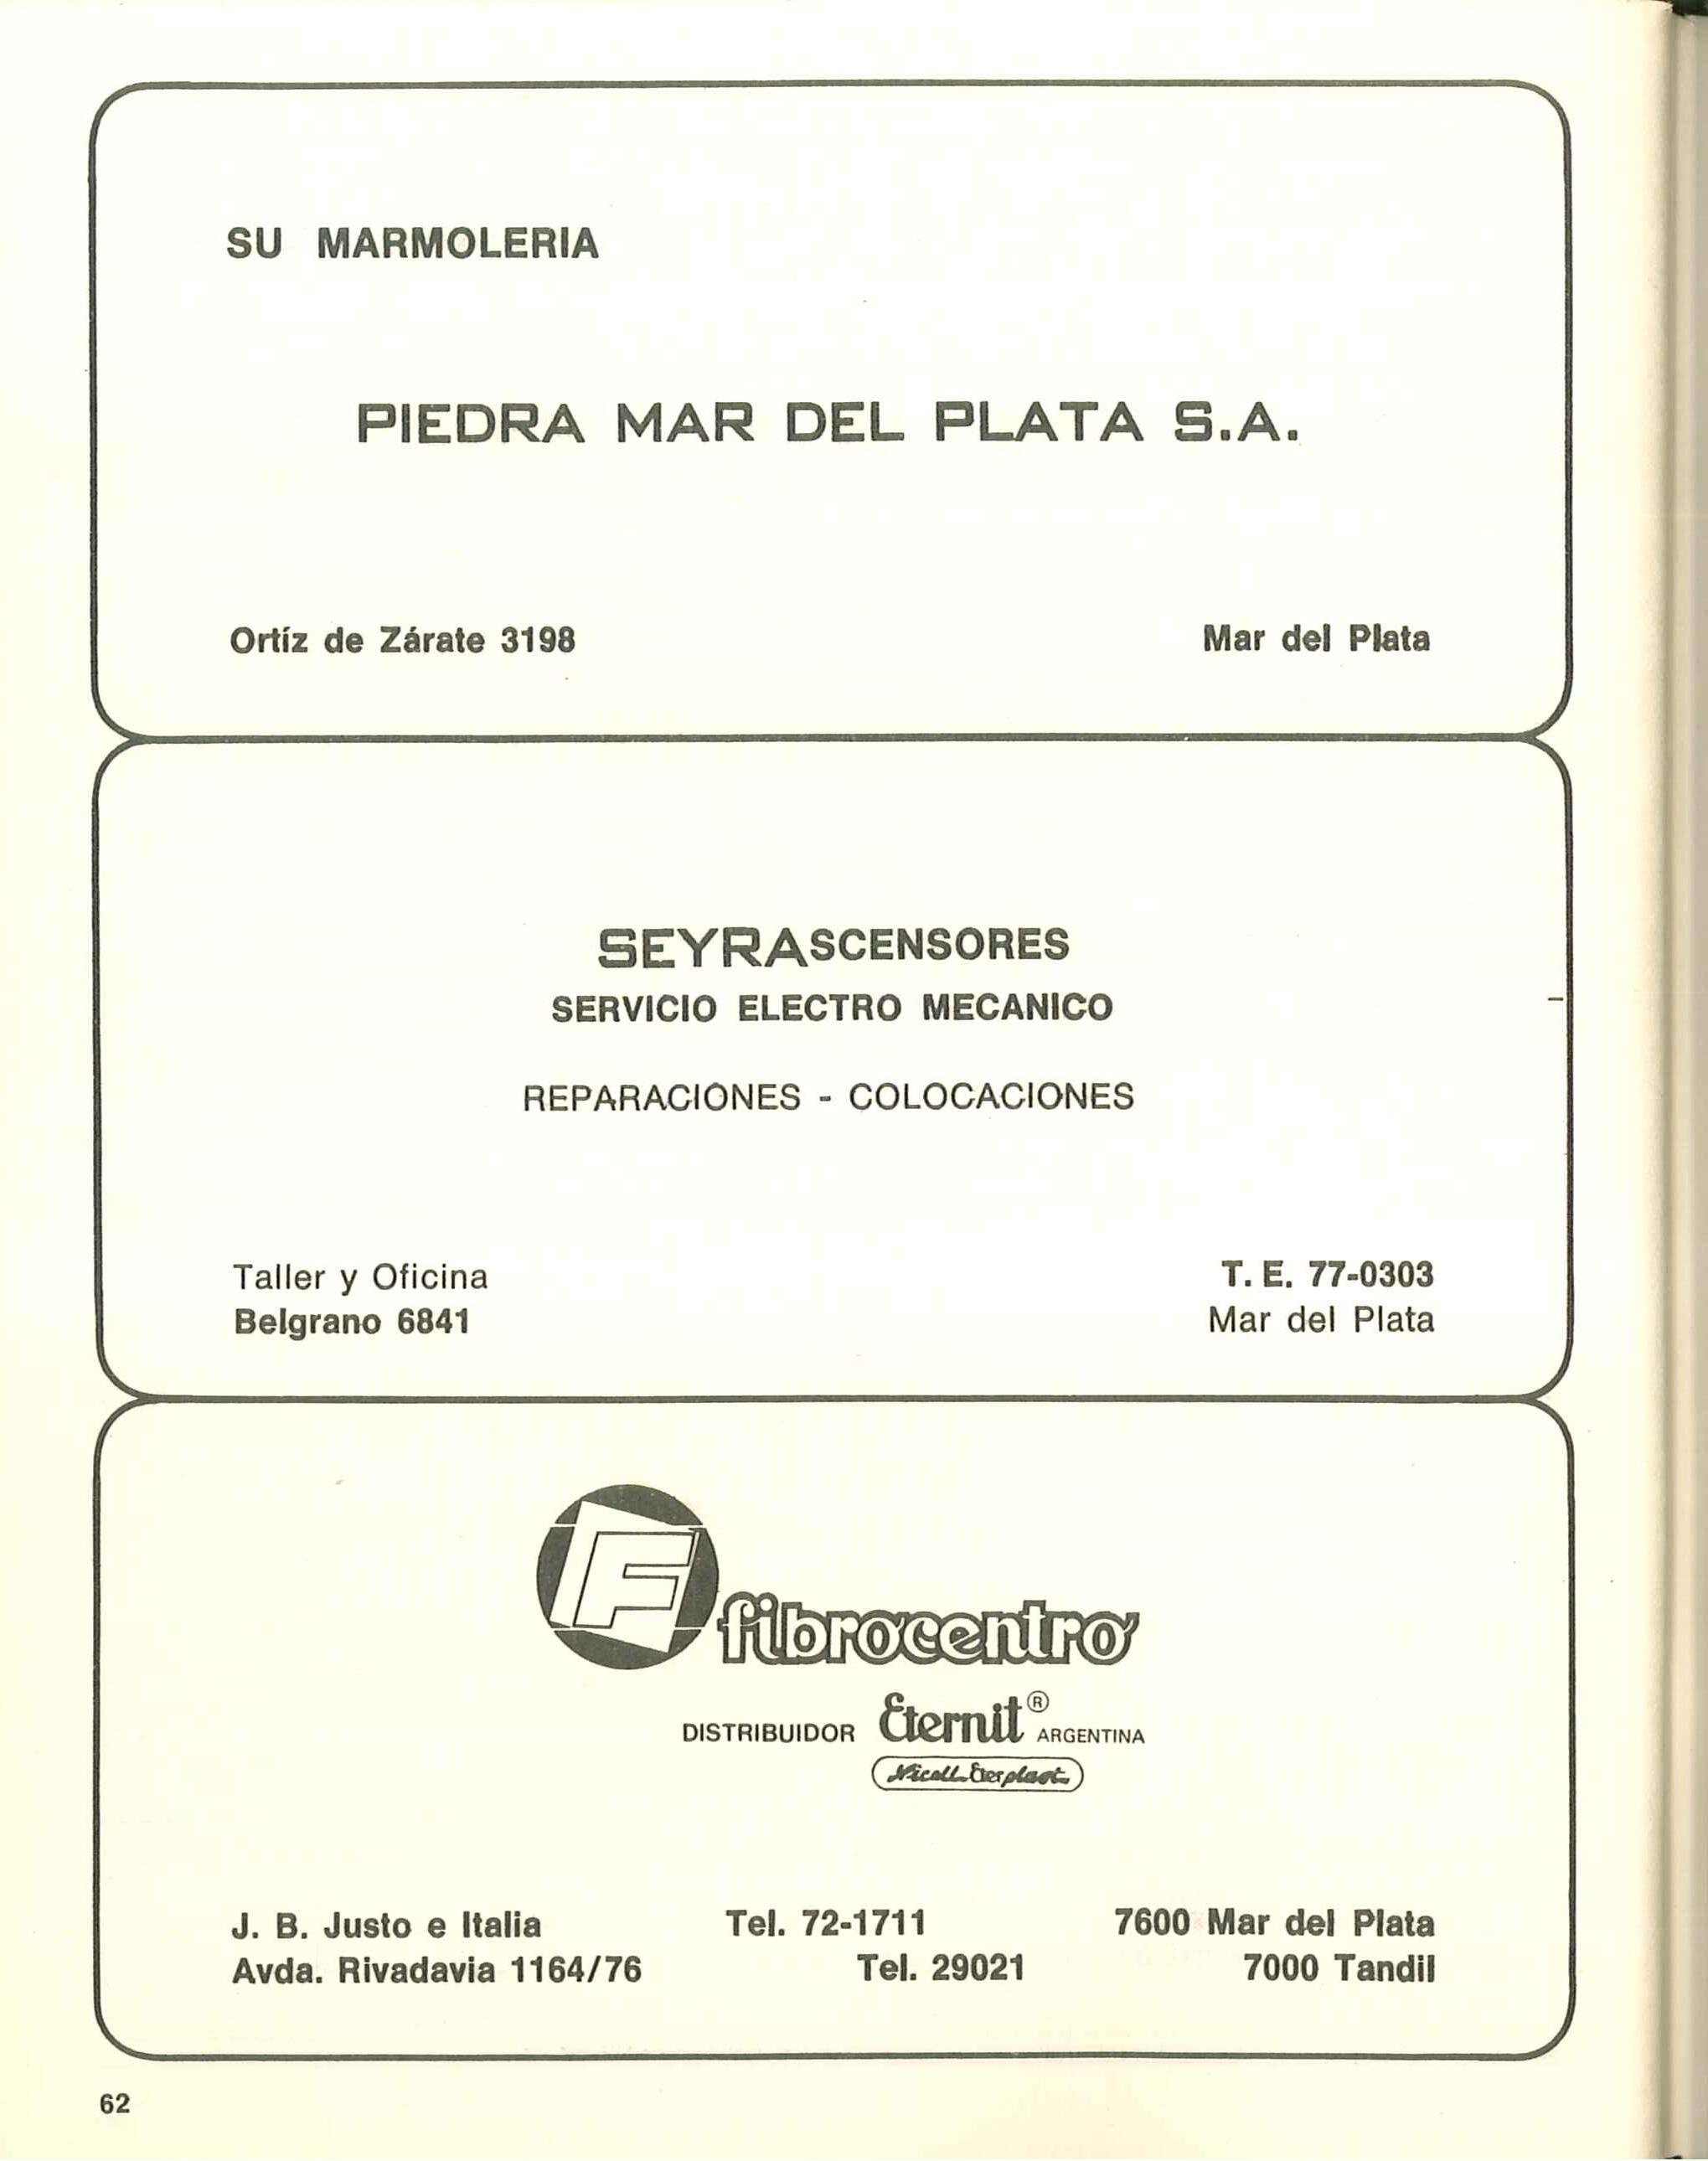 SU MARMOLERIA
PIEDRA MAR DEL PLATA S.A.
Ortíz de Zárate 3198 Mar del Plata
SEYRASCENSORES
SERVICIO ELECTRO MECANICO
REPARACIONES - COLOCACIONES
Taller y Oficina T. E. 77-0303
Belgrano 6841 Mar del Plata
F fibrocentro
DISTRIBUIDOR Eternit® ARGENTINA
Nicoll Eterplast
J. B. Justo e Italia Tel. 72-1711 7600 Mar del Plata
Avda. Rivadavia 1164/76 Tel. 29021 7000 Tandil
62